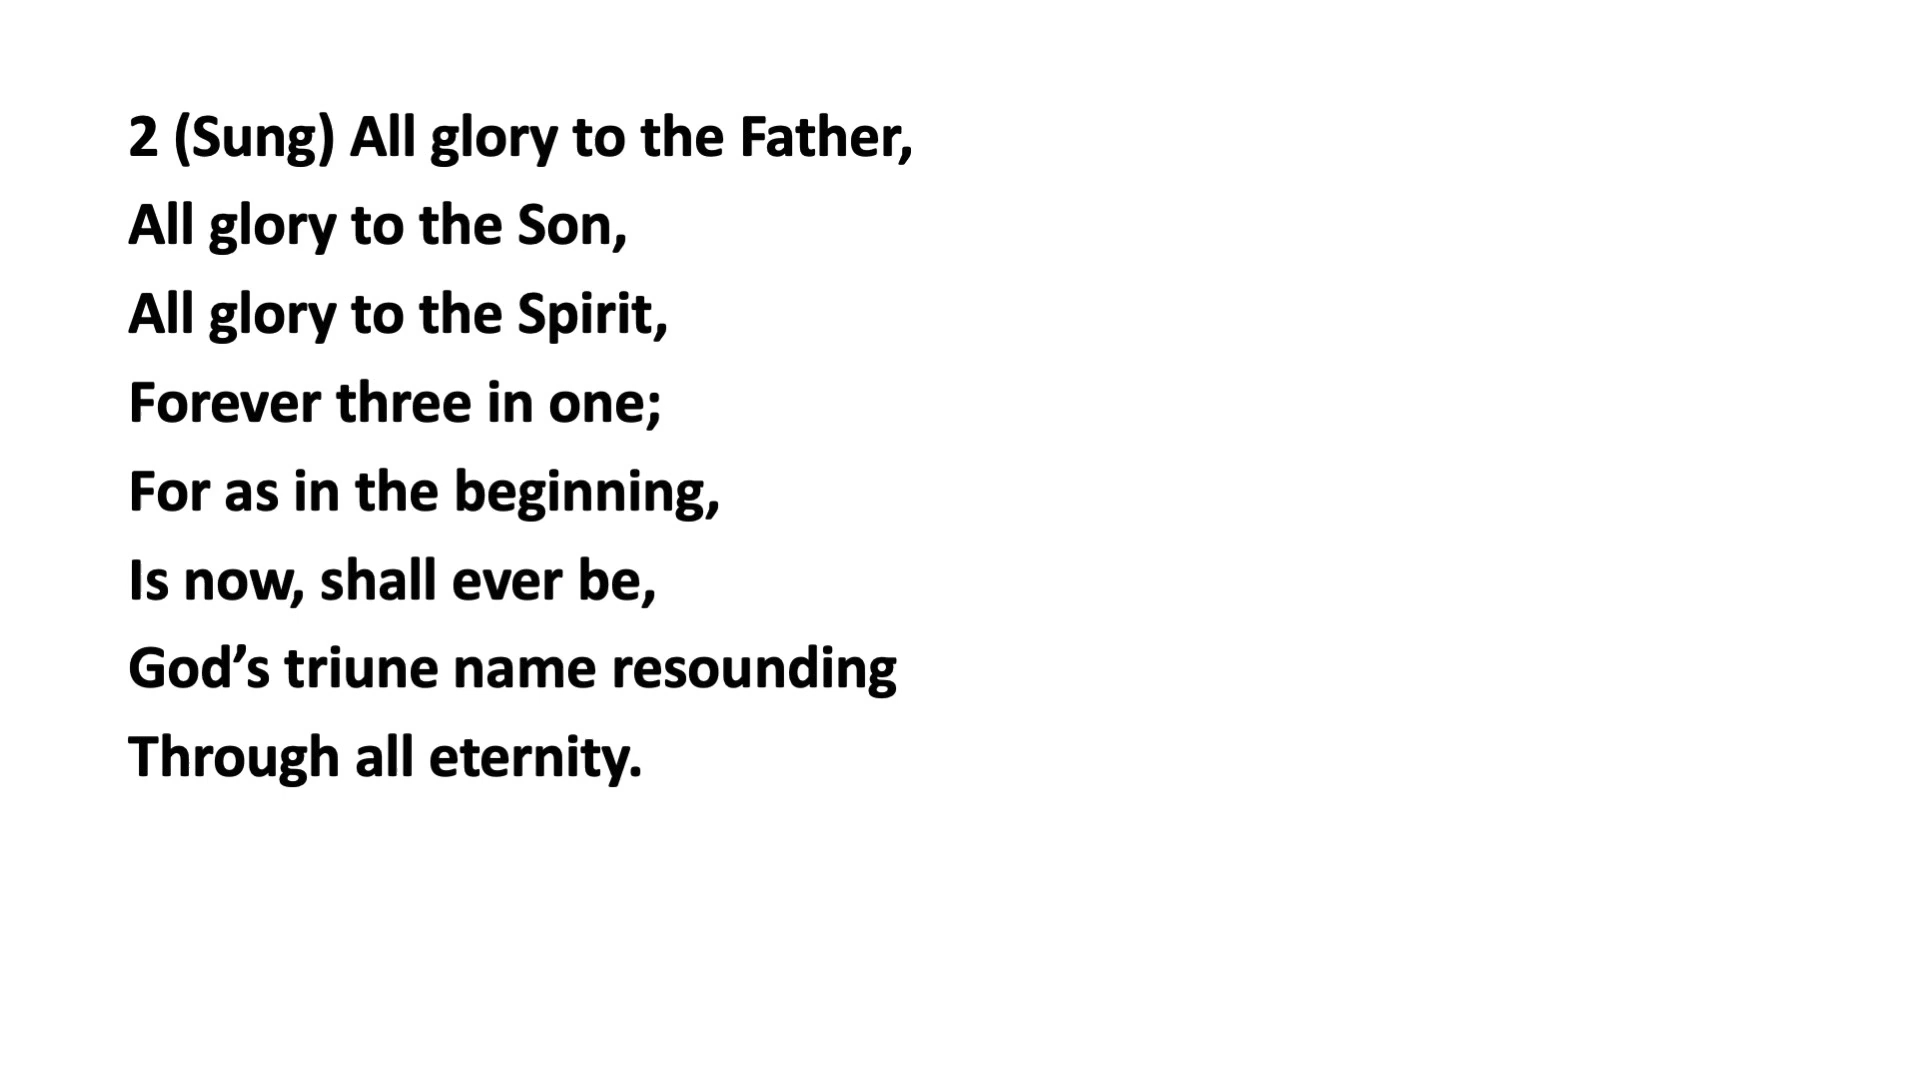 2 (Sung) All glory to the Father,
All glory to the Son,
All glory to the Spirit,
Forever three in one;
For as in the beginning,
Is now, shall ever be,
God’s triune name resounding
Through all eternity.